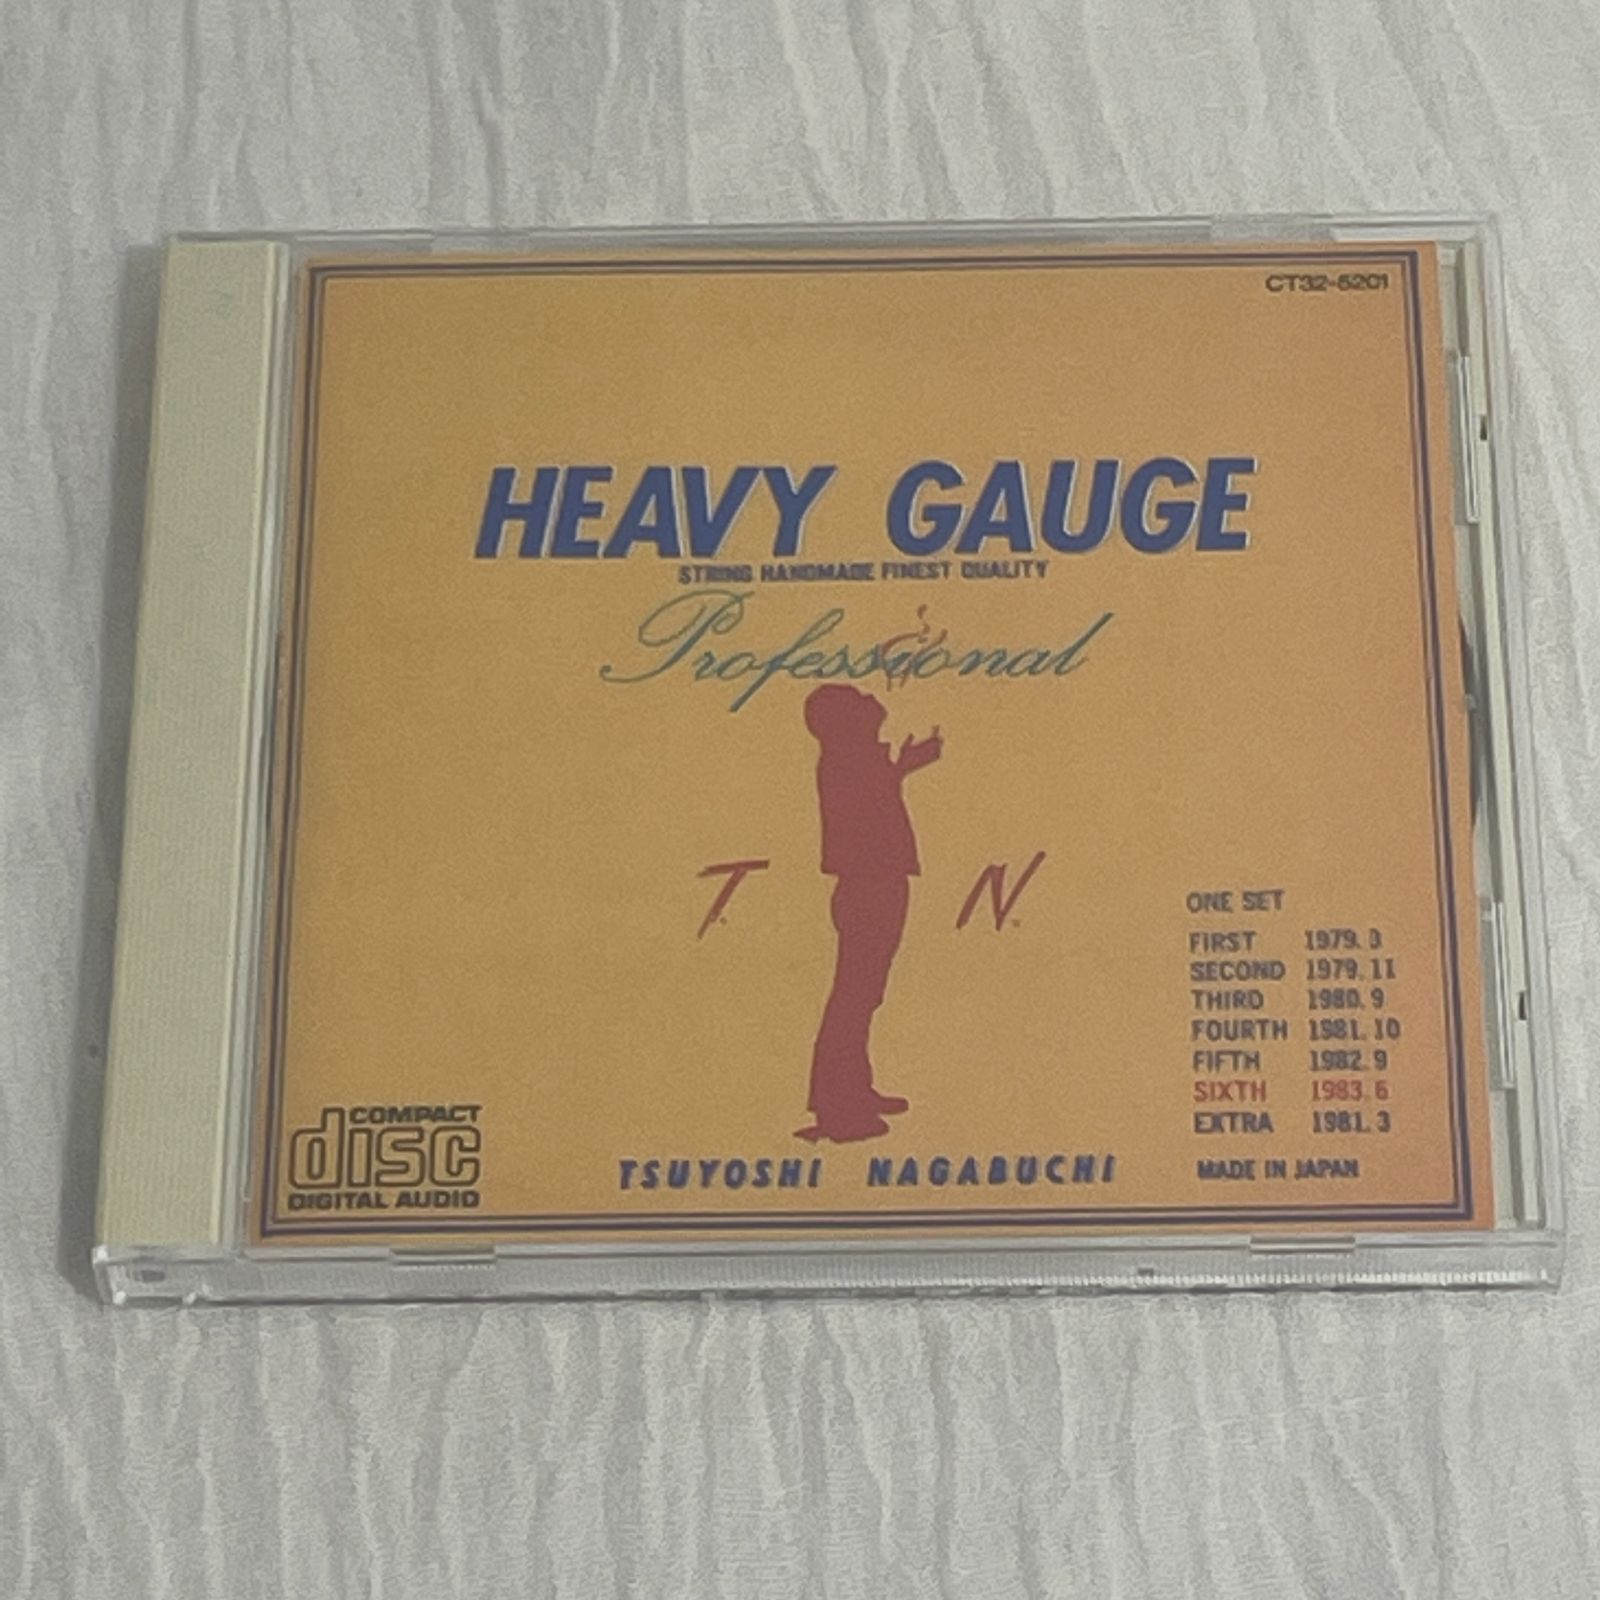 CT32-5201
HEAVY GAUGE
STRING HANDMADE FINEST QUALITY
Professional
T. N.
ONE SET
FIRST 1979. 3
SECOND 1979. 11
THIRD 1980. 9
FOURTH 1981. 10
FIFTH 1982. 9
SIXTH 1983. 6
EXTRA 1981. 3
COMPACT
disc
DIGITAL AUDIO
TSUYOSHI NAGABUCHI
MADE IN JAPAN